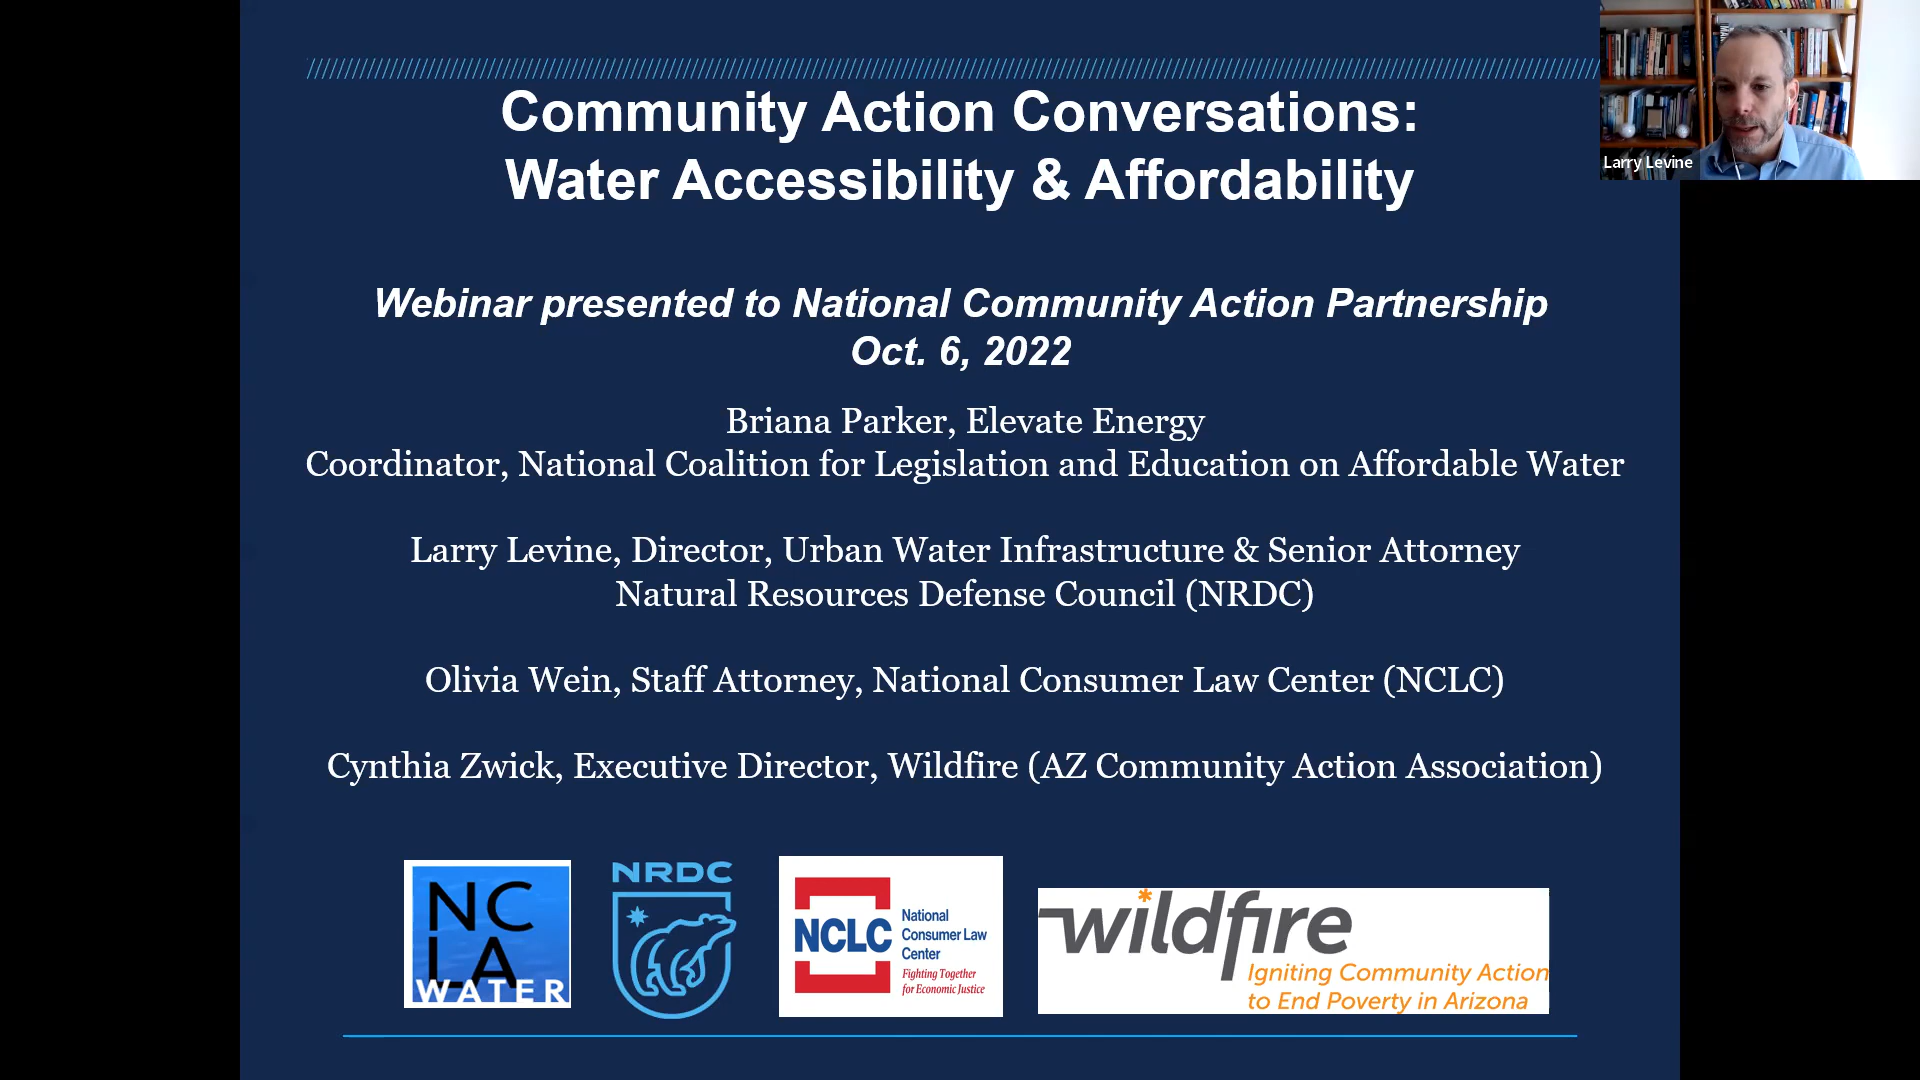 Community Action Conversations:
Water Accessibility & Affordability
Larry Levine
Webinar presented to National Community Action Partnership
Oct. 6, 2022
Briana Parker, Elevate Energy
Coordinator, National Coalition for Legislation and Education on Affordable Water
Larry Levine, Director, Urban Water Infrastructure & Senior Attorney
Natural Resources Defense Council (NRDC)
Olivia Wein, Staff Attorney, National Consumer Law Center (NCLC)
Cynthia Zwick, Executive Director, Wildfire (AZ Community Action Association)
NC
LA
WATER
NRDC
NCLC
National
Consumer Law
Center
Fighting Together
for Economic Justice
wildfire
Igniting Community Action
to End Poverty in Arizona